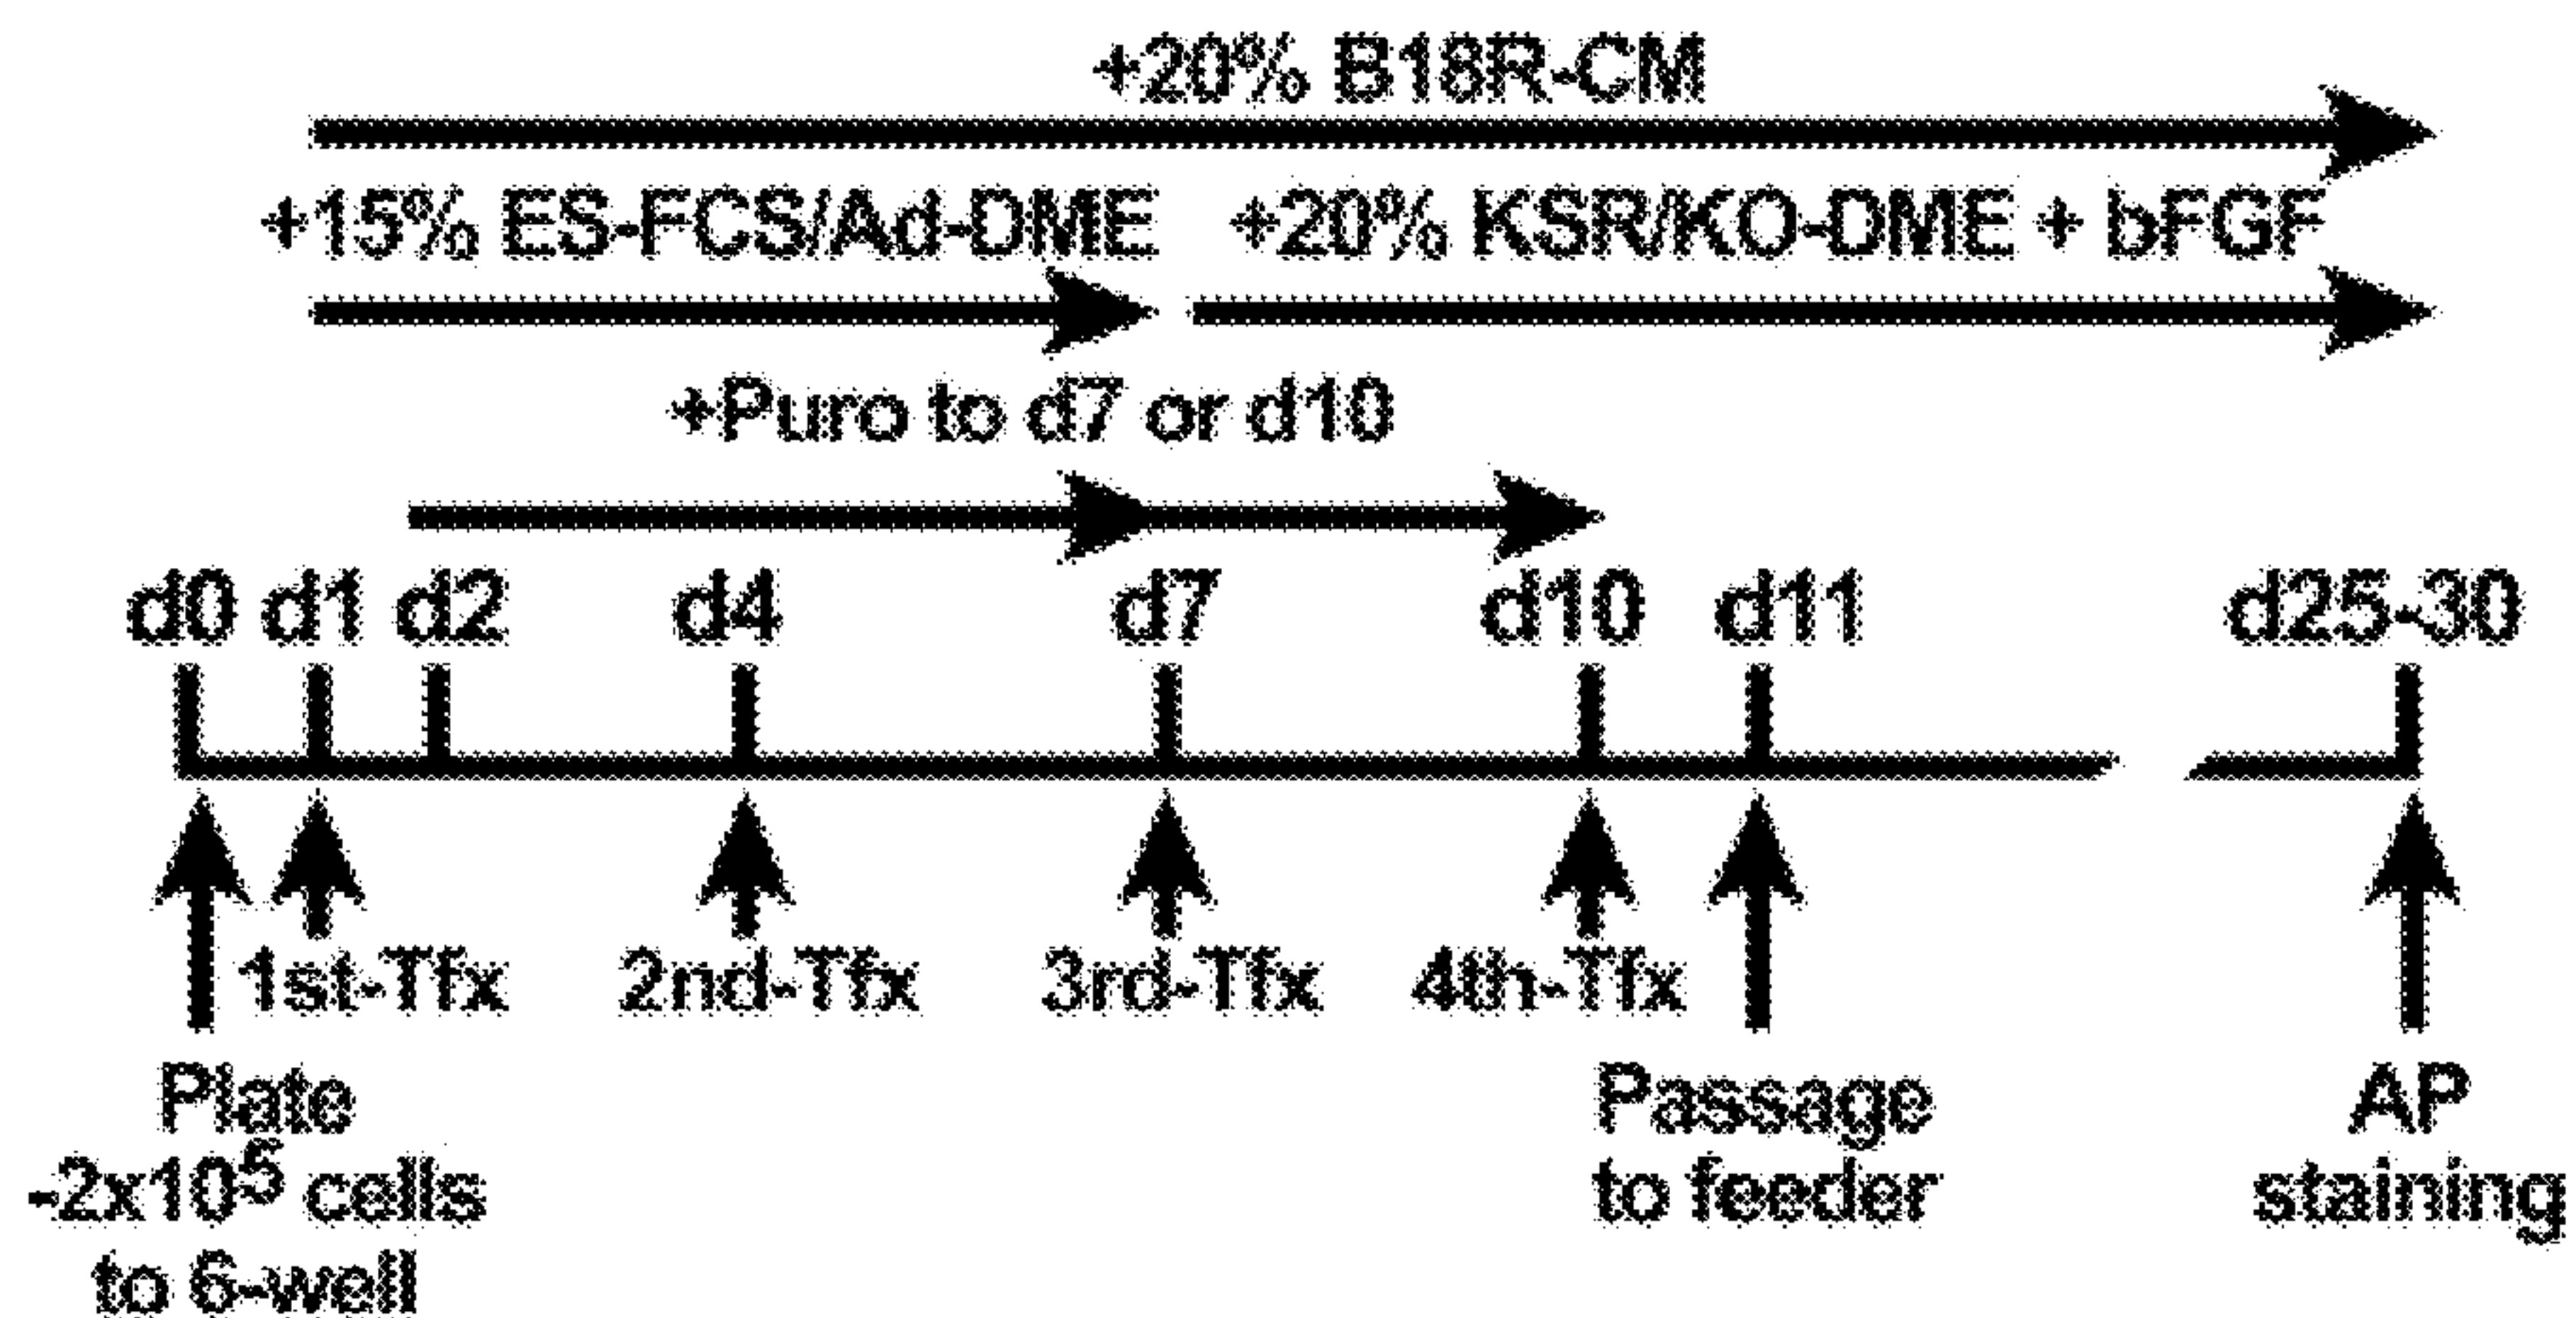 +20% B18R-CM
+15% ES-FCS/Ad-DME +20% KSR/KO-DME + bFGF
+Puro to d7 or d10
d0 d1 d2 d4 d7 d10 d11 d25-30
1st-Tfx 2nd-Tfx 3rd-Tfx 4th-Tfx
Plate Passage AP
-2x10⁵ cells to feeder staining
to 6-well